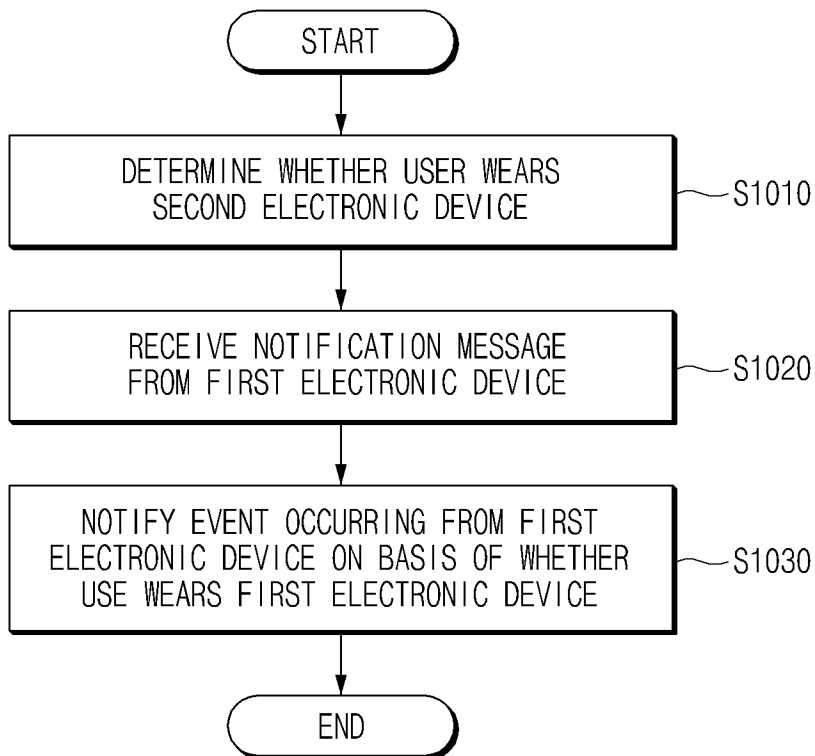 START
DETERMINE WHETHER USER WEARS
SECOND ELECTRONIC DEVICE
S1010
RECEIVE NOTIFICATION MESSAGE
FROM FIRST ELECTRONIC DEVICE
S1020
NOTIFY EVENT OCCURRING FROM FIRST
ELECTRONIC DEVICE ON BASIS OF WHETHER
USE WEARS FIRST ELECTRONIC DEVICE
S1030
END